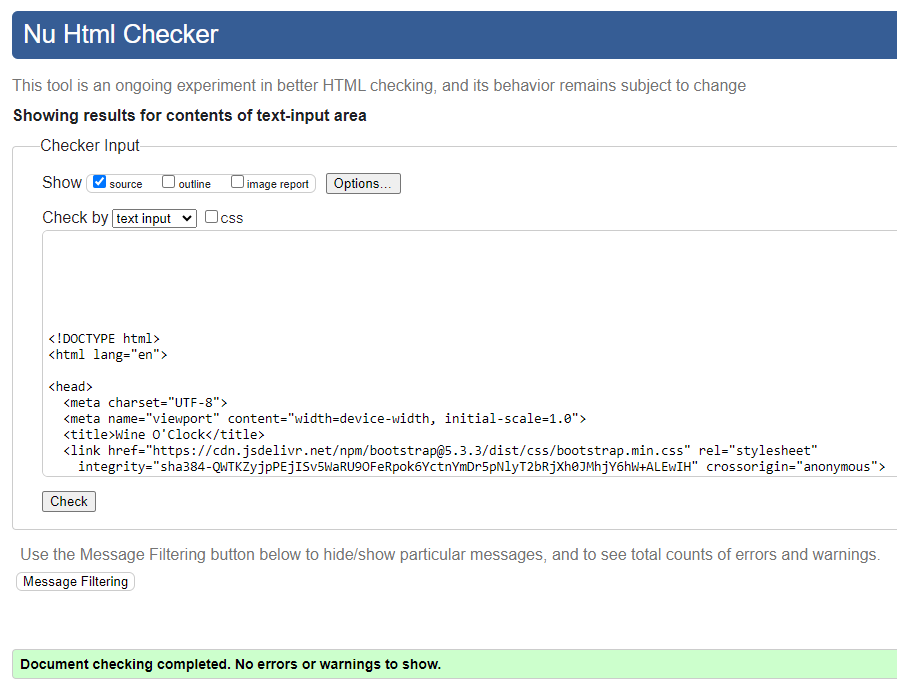 Nu Html Checker
This tool is an ongoing experiment in better HTML checking, and its behavior remains subject to change
Showing results for contents of text-input area
Checker Input
Show source outline image report Options...
Check by text input css
<!DOCTYPE html>
<html lang="en">
<head>
<meta charset="UTF-8">
<meta name="viewport" content="width=device-width, initial-scale=1.0">
<title>Wine O'Clock</title>
<link href="https://cdn.jsdelivr.net/npm/bootstrap@5.3.3/dist/css/bootstrap.min.css" rel="stylesheet"
integrity="sha384-QWTKZyjpPEjISv5WaRU9OFeRpok6YctnYmDr5pNlyT2bRjXh0JMhjY6hW+ALEwIH" crossorigin="anonymous">
Check
Use the Message Filtering button below to hide/show particular messages, and to see total counts of errors and warnings.
Message Filtering
Document checking completed. No errors or warnings to show.